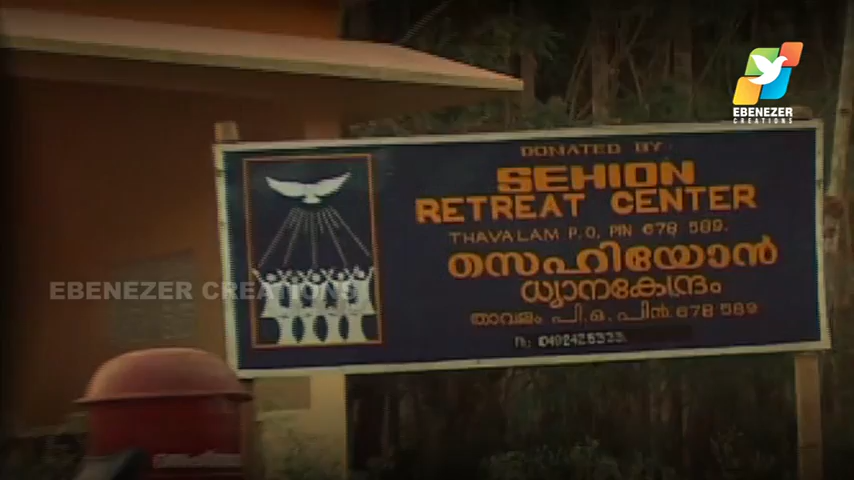 EBENEZER
CREATIONS
DONATED BY:
SEHION
RETREAT CENTER
THAVALAM P.O, PIN 678 589.
സെഹിയോൻ
ധ്യാനകേന്ദ്രം
താവളം പി.ഒ. പിൻ 678 589
EBENEZER CREATIONS